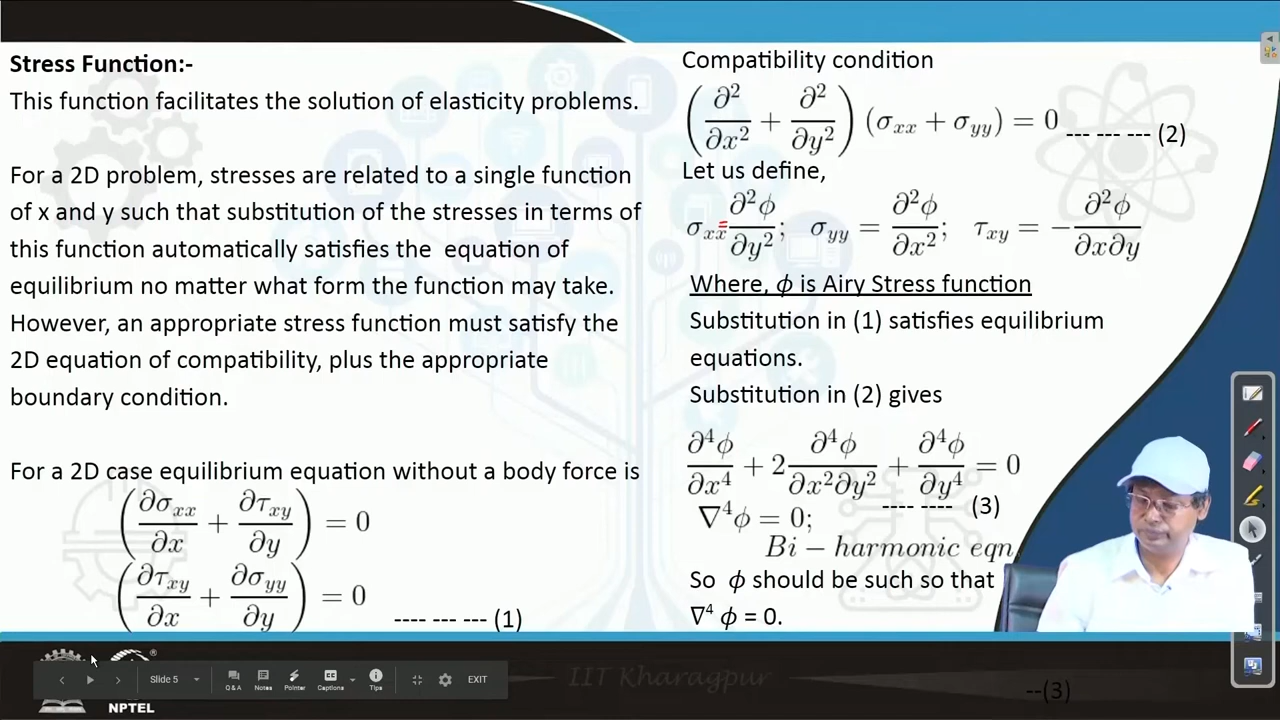 Stress Function:-
This function facilitates the solution of elasticity problems.
For a 2D problem, stresses are related to a single function
of x and y such that substitution of the stresses in terms of
this function automatically satisfies the equation of
equilibrium no matter what form the function may take.
However, an appropriate stress function must satisfy the
2D equation of compatibility, plus the appropriate
boundary condition.
For a 2D case equilibrium equation without a body force is
(∂σxx/∂x + ∂τxy/∂y) = 0
(∂τxy/∂x + ∂σyy/∂y) = 0 ---- --- --- (1)
Compatibility condition
(∂²/∂x² + ∂²/∂y²) (σxx + σyy) = 0 --- --- --- (2)
Let us define,
σxx = ∂²ϕ/∂y²; σyy = ∂²ϕ/∂x²; τxy = −∂²ϕ/∂x∂y
Where, ϕ is Airy Stress function
Substitution in (1) satisfies equilibrium
equations.
Substitution in (2) gives
∂⁴ϕ/∂x⁴ + 2 ∂⁴ϕ/∂x²∂y² + ∂⁴ϕ/∂y⁴ = 0
---- ---- (3)
∇⁴ϕ = 0;
Bi − harmonic eqn
So ϕ should be such so that
∇⁴ ϕ = 0.
IIT Kharagpur
--(3)
Slide 5
Q & A
Notes
Pointer
Captions
Tips
EXIT
®
NPTEL